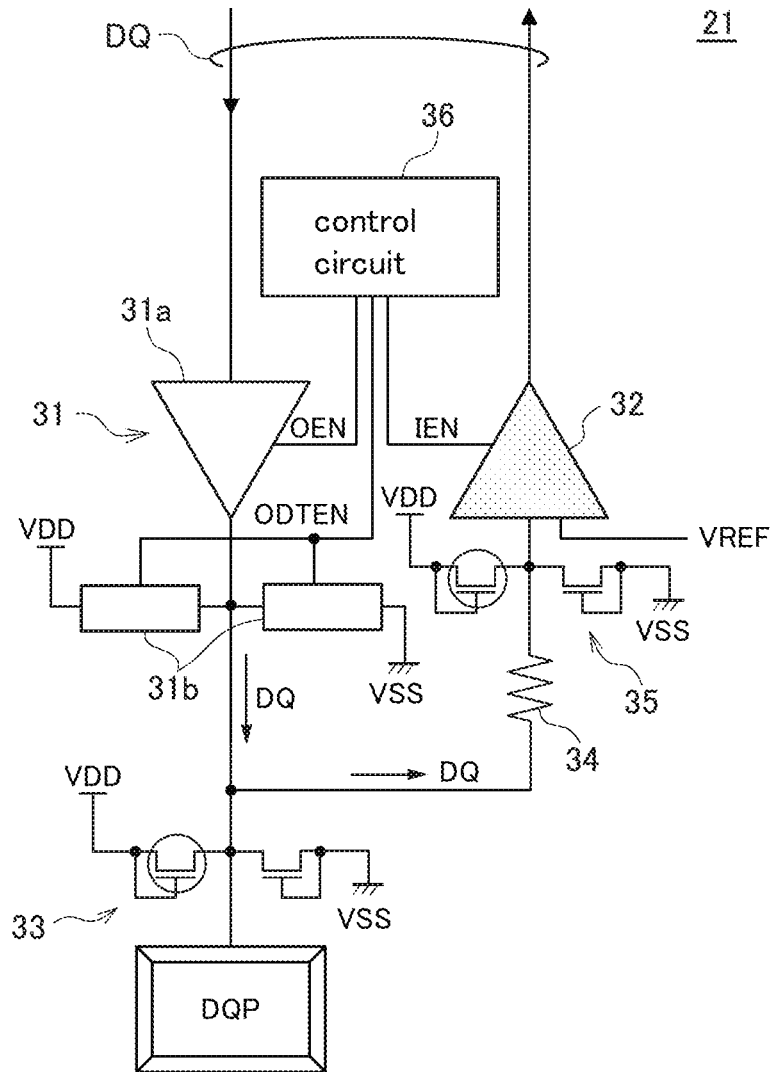 DQ
21
36
control
circuit
31a
31
OEN
IEN
32
VDD
ODTEN
VDD
VREF
VSS
31b
VSS
35
DQ
34
DQ
VDD
VSS
33
DQP